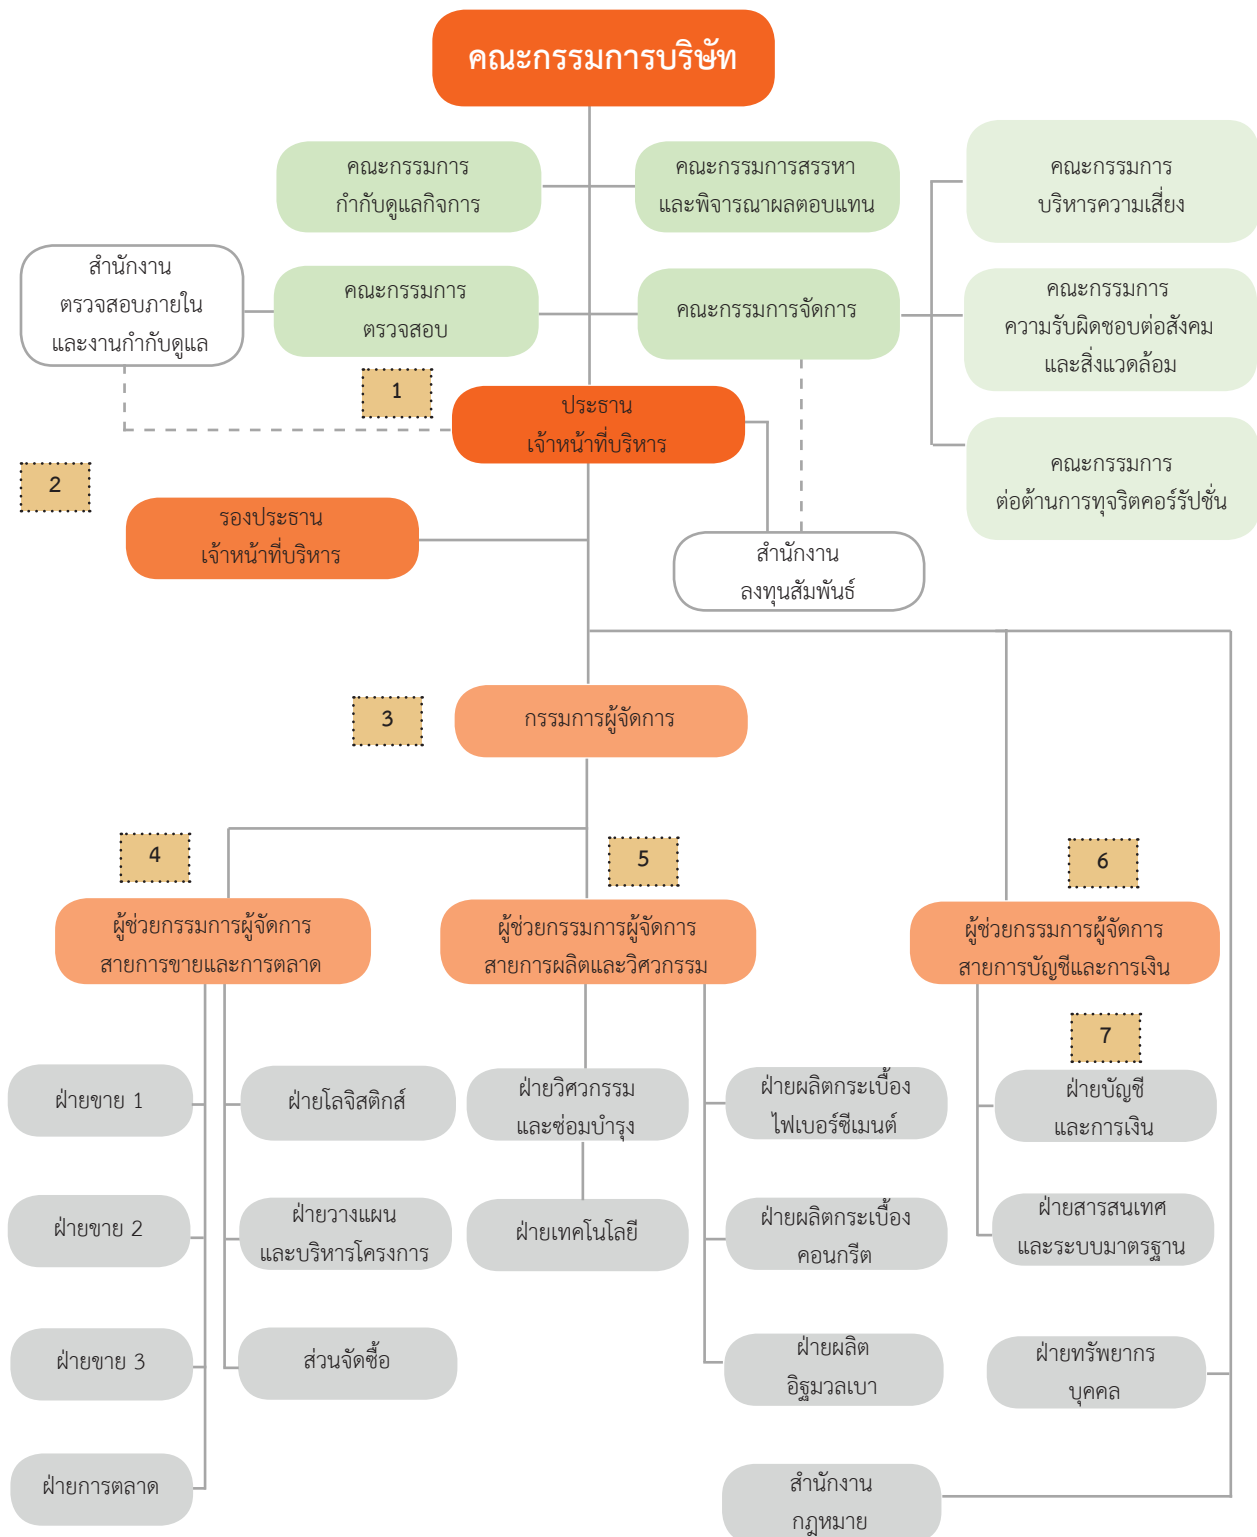 คณะกรรมการบริษัท
คณะกรรมการ
กำกับดูแลกิจการ
คณะกรรมการสรรหา
และพิจารณาผลตอบแทน
คณะกรรมการ
บริหารความเสี่ยง
สำนักงาน
ตรวจสอบภายใน
และงานกำกับดูแล
คณะกรรมการ
ตรวจสอบ
คณะกรรมการจัดการ
คณะกรรมการ
ความรับผิดชอบต่อสังคม
และสิ่งแวดล้อม
1
ประธาน
เจ้าหน้าที่บริหาร
คณะกรรมการ
ต่อต้านการทุจริตคอร์รัปชั่น
2
รองประธาน
เจ้าหน้าที่บริหาร
สำนักงาน
ลงทุนสัมพันธ์
3
กรรมการผู้จัดการ
4
5
6
ผู้ช่วยกรรมการผู้จัดการ
สายการขายและการตลาด
ผู้ช่วยกรรมการผู้จัดการ
สายการผลิตและวิศวกรรม
ผู้ช่วยกรรมการผู้จัดการ
สายการบัญชีและการเงิน
7
ฝ่ายขาย 1
ฝ่ายโลจิสติกส์
ฝ่ายวิศวกรรม
และซ่อมบำรุง
ฝ่ายผลิตกระเบื้อง
ไฟเบอร์ซีเมนต์
ฝ่ายบัญชี
และการเงิน
ฝ่ายขาย 2
ฝ่ายวางแผน
และบริหารโครงการ
ฝ่ายเทคโนโลยี
ฝ่ายผลิตกระเบื้อง
คอนกรีต
ฝ่ายสารสนเทศ
และระบบมาตรฐาน
ฝ่ายขาย 3
ส่วนจัดซื้อ
ฝ่ายผลิต
อิฐมวลเบา
ฝ่ายทรัพยากร
บุคคล
ฝ่ายการตลาด
สำนักงาน
กฎหมาย